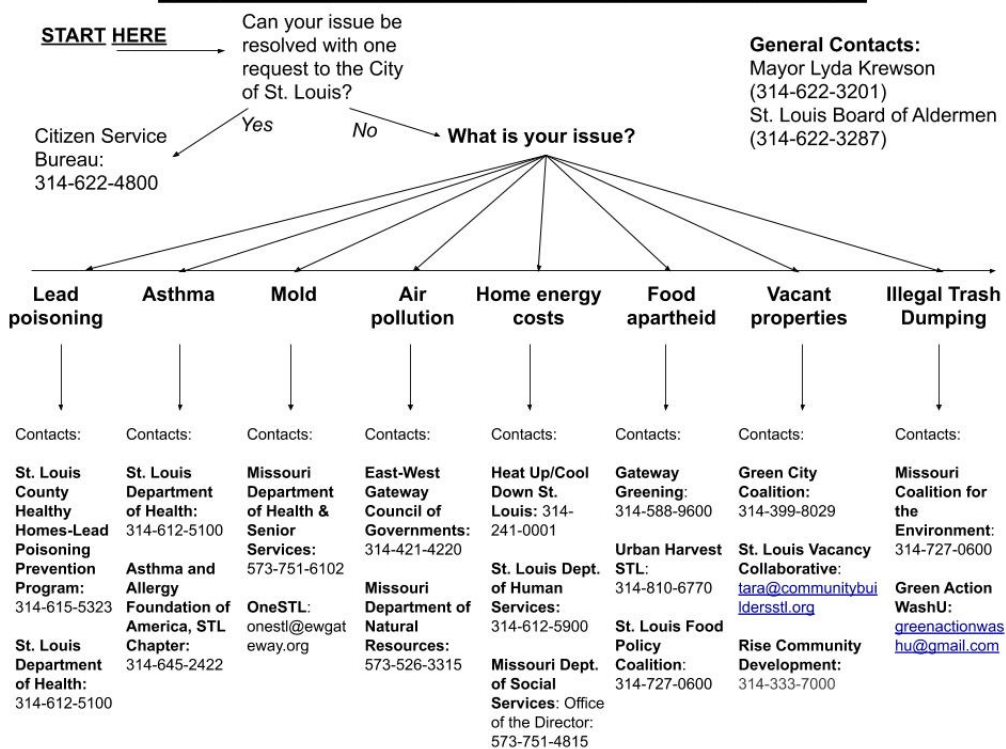 START HERE
Can your issue be
resolved with one
request to the City
of St. Louis?
General Contacts:
Mayor Lyda Krewson
(314-622-3201)
St. Louis Board of Aldermen
(314-622-3287)
Yes
No
Citizen Service
Bureau:
314-622-4800
What is your issue?
Lead
poisoning
Asthma
Mold
Air
pollution
Home energy
costs
Food
apartheid
Vacant
properties
Illegal Trash
Dumping
Contacts:
St. Louis
County
Healthy
Homes-Lead
Poisoning
Prevention
Program:
314-615-5323
St. Louis
Department
of Health:
314-612-5100
Contacts:
St. Louis
Department
of Health:
314-612-5100
Asthma and
Allergy
Foundation of
America, STL
Chapter:
314-645-2422
Contacts:
Missouri
Department
of Health &
Senior
Services:
573-751-6102
OneSTL:
onestl@ewgat
eway.org
Contacts:
East-West
Gateway
Council of
Governments:
314-421-4220
Missouri
Department of
Natural
Resources:
573-526-3315
Contacts:
Heat Up/Cool
Down St.
Louis: 314-
241-0001
St. Louis Dept.
of Human
Services:
314-612-5900
Missouri Dept.
of Social
Services: Office
of the Director:
573-751-4815
Contacts:
Gateway
Greening:
314-588-9600
Urban Harvest
STL:
314-810-6770
St. Louis Food
Policy
Coalition:
314-727-0600
Contacts:
Green City
Coalition:
314-399-8029
St. Louis Vacancy
Collaborative:
tara@communitybui
ldersstl.org
Rise Community
Development:
314-333-7000
Contacts:
Missouri
Coalition for
the
Environment:
314-727-0600
Green Action
WashU:
greenactionwas
hu@gmail.com